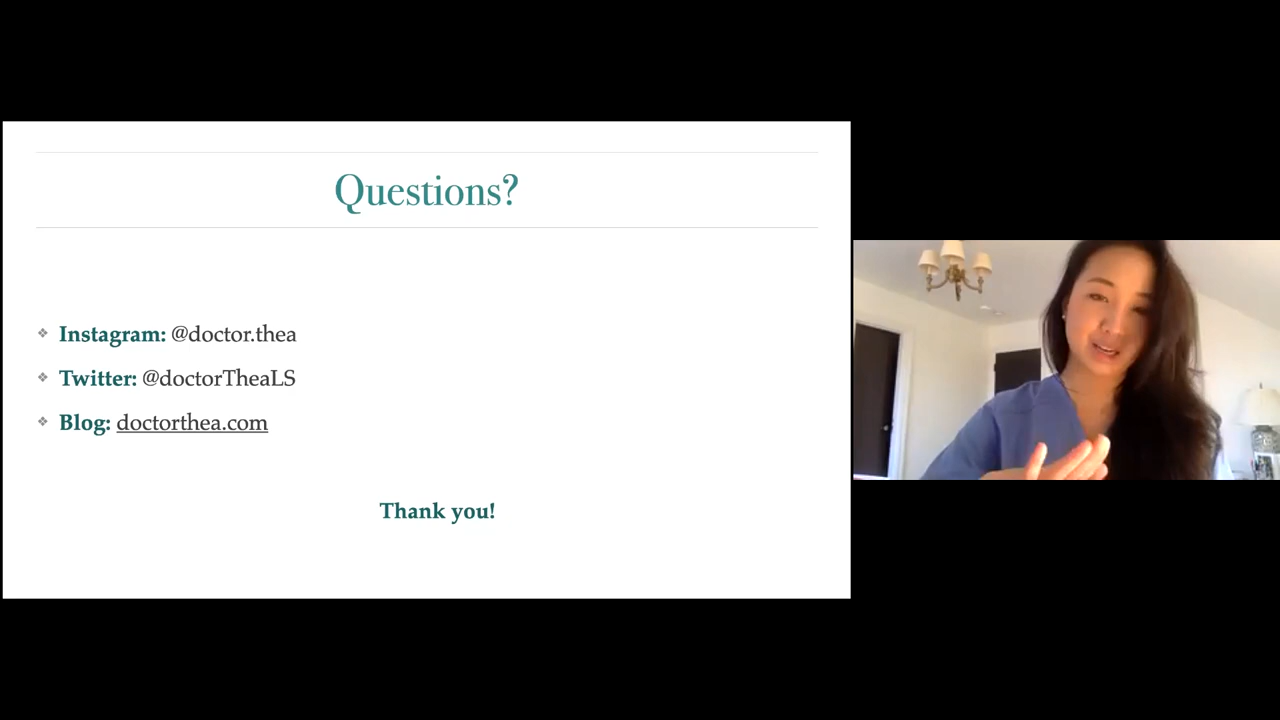 Questions?
❖ Instagram: @doctor.thea
❖ Twitter: @doctorTheaLS
❖ Blog: doctorthea.com
Thank you!